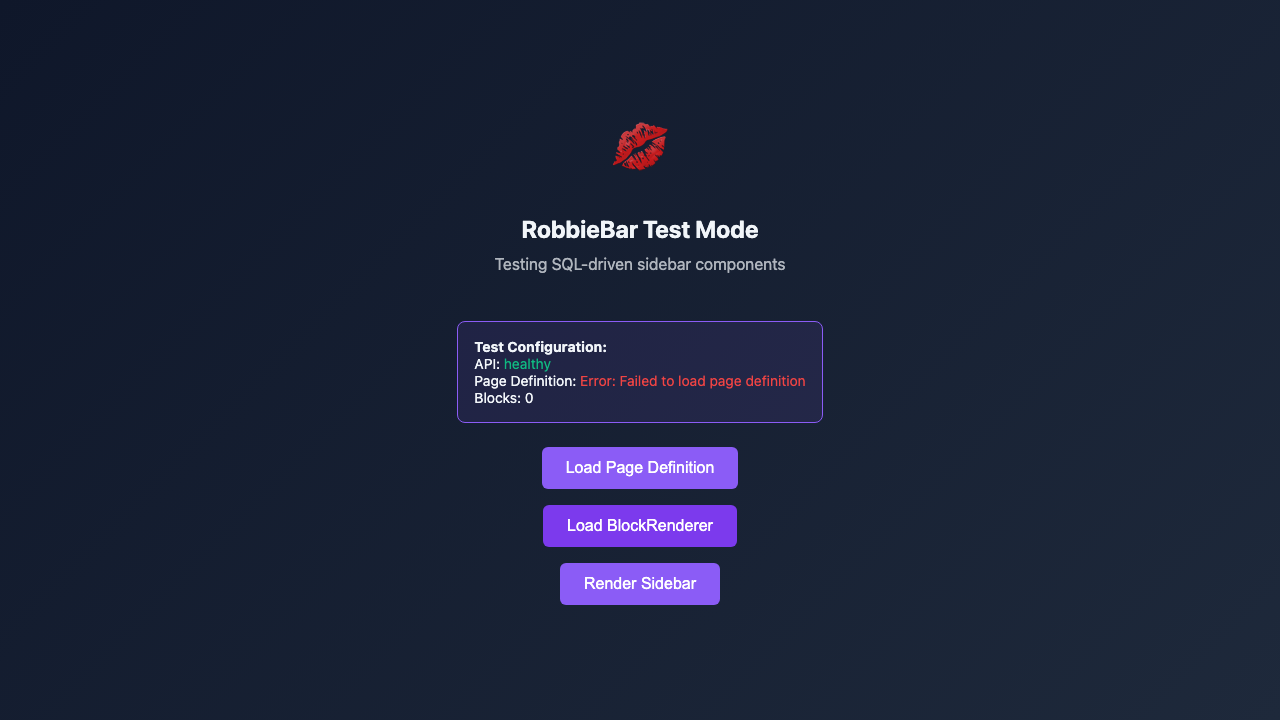 RobbieBar Test Mode
Testing SQL-driven sidebar components
Test Configuration:
API: healthy
Page Definition: Error: Failed to load page definition
Blocks: 0
Load Page Definition
Load BlockRenderer
Render Sidebar